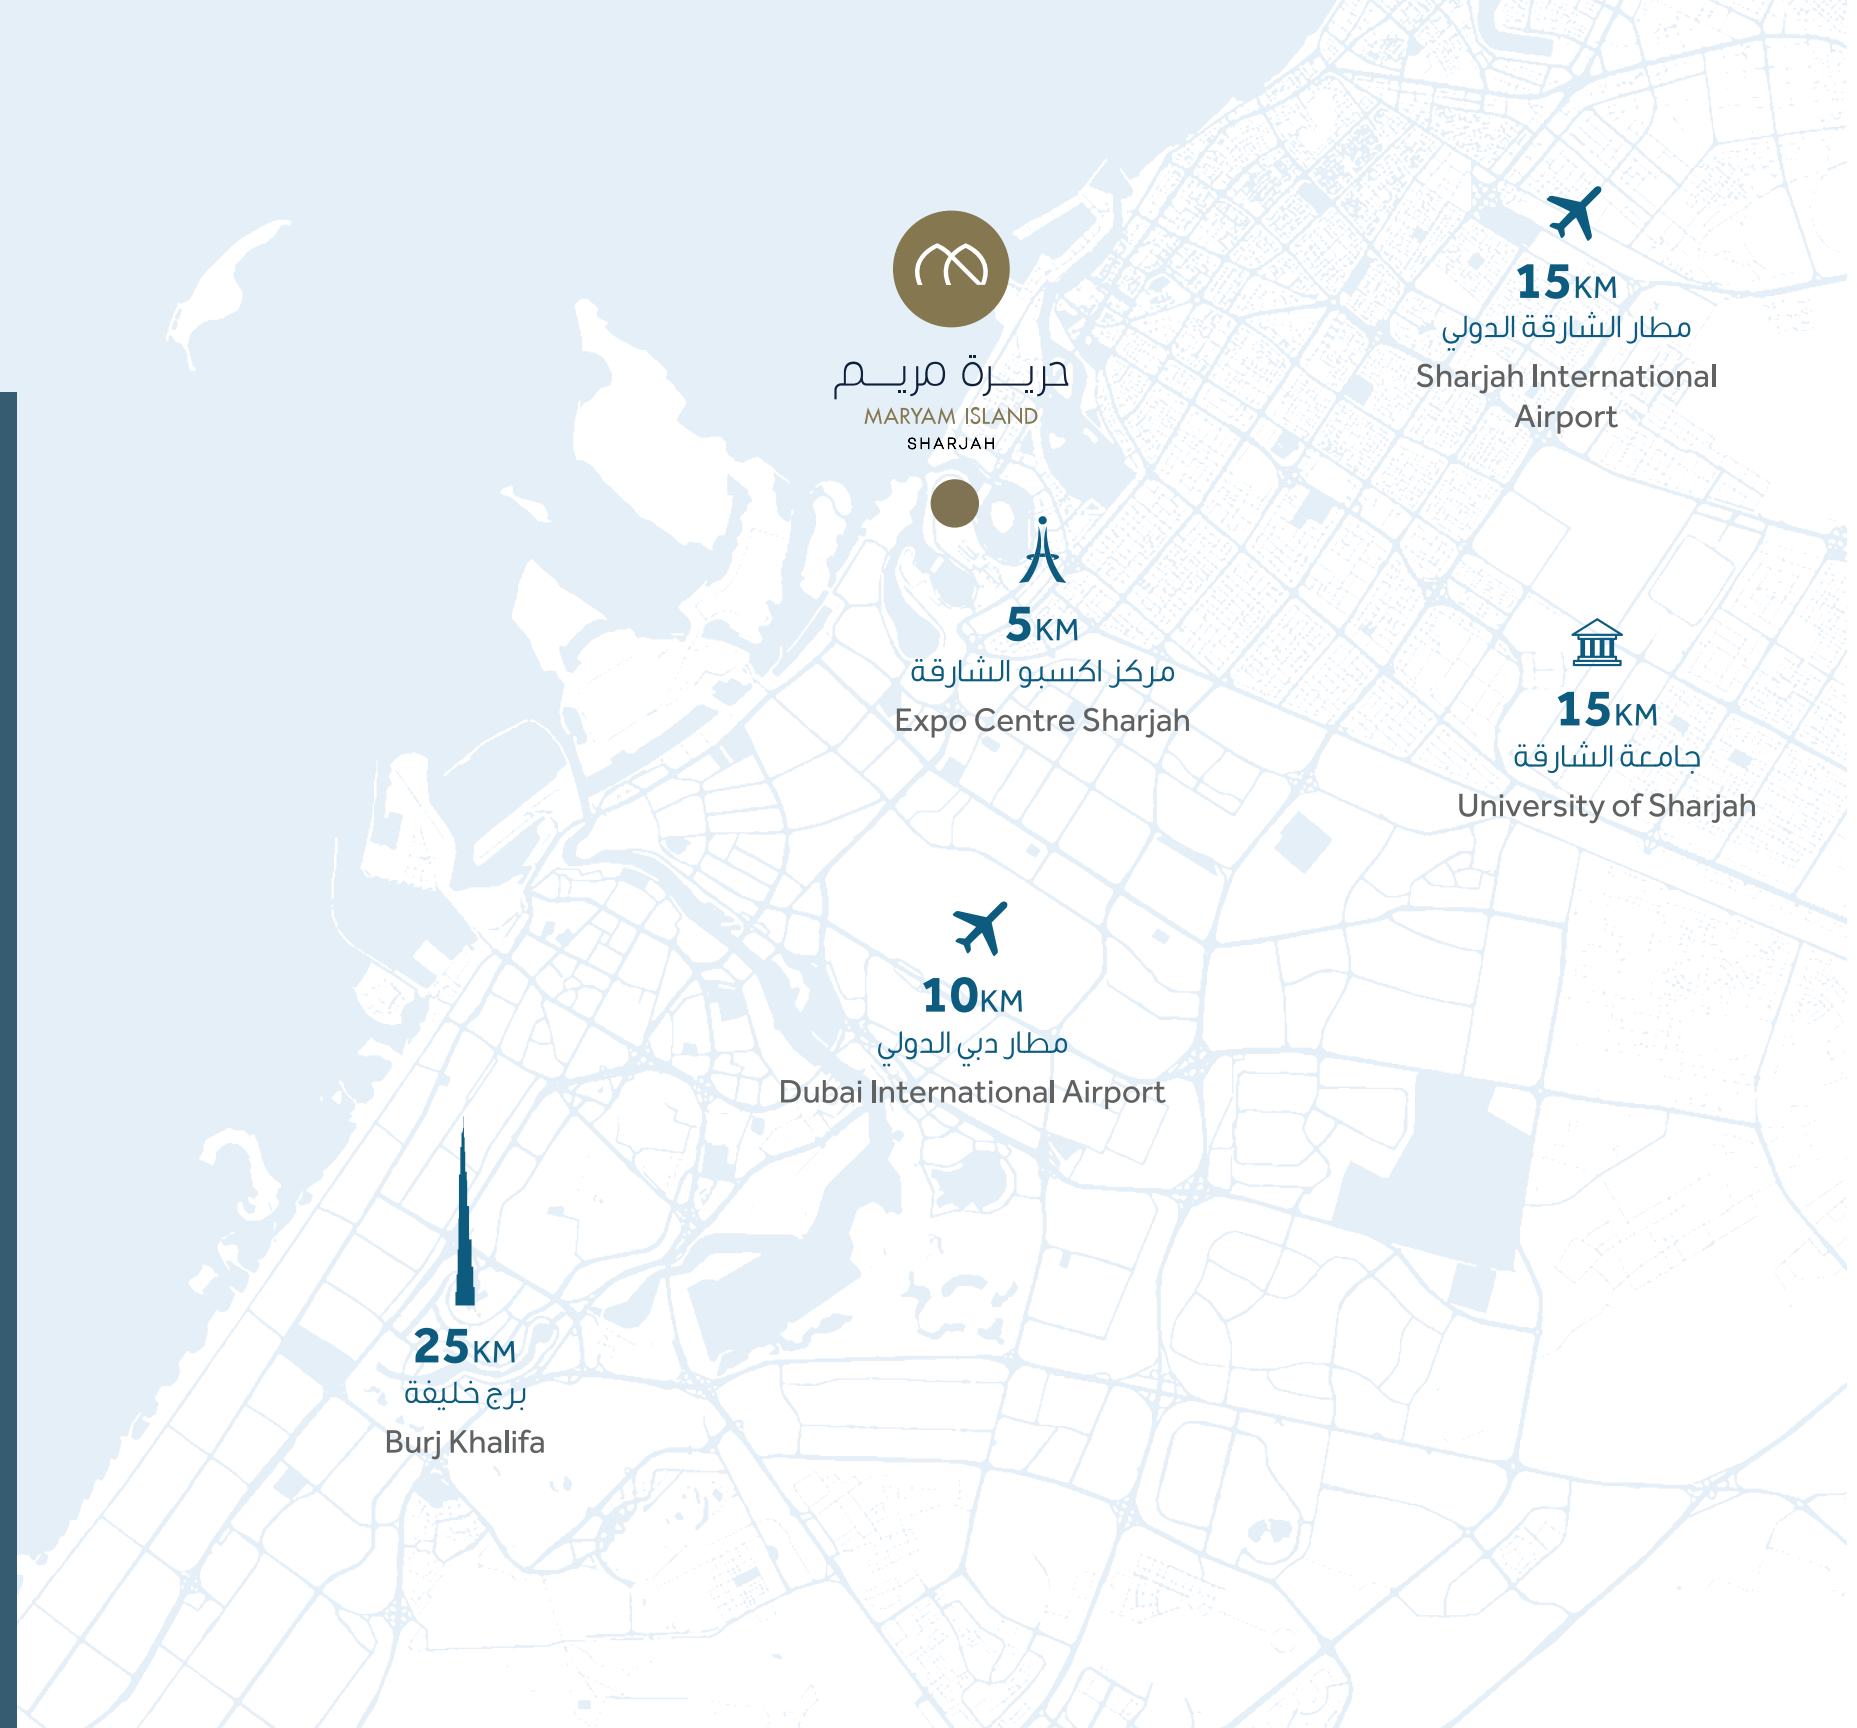 جزيرة مريم
MARYAM ISLAND
SHARJAH
15KM
مطار الشارقة الدولي
Sharjah International
Airport
5KM
مركز اكسبو الشارقة
Expo Centre Sharjah
15KM
جامعة الشارقة
University of Sharjah
10KM
مطار دبي الدولي
Dubai International Airport
25KM
برج خليفة
Burj Khalifa